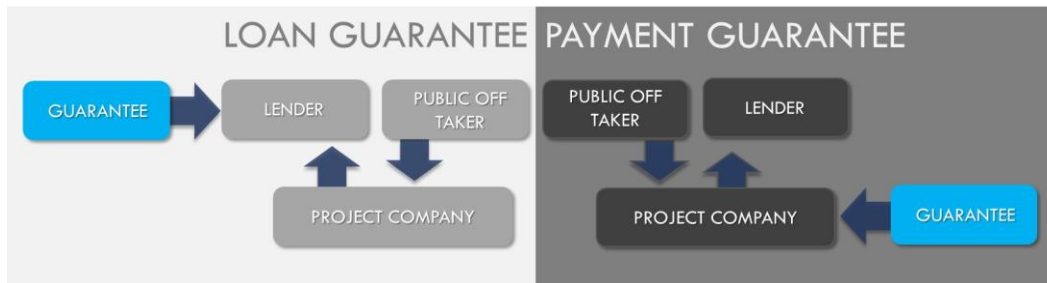 LOAN GUARANTEE
GUARANTEE
LENDER
PUBLIC OFF
TAKER
PROJECT COMPANY
PAYMENT GUARANTEE
PUBLIC OFF
TAKER
LENDER
PROJECT COMPANY
GUARANTEE